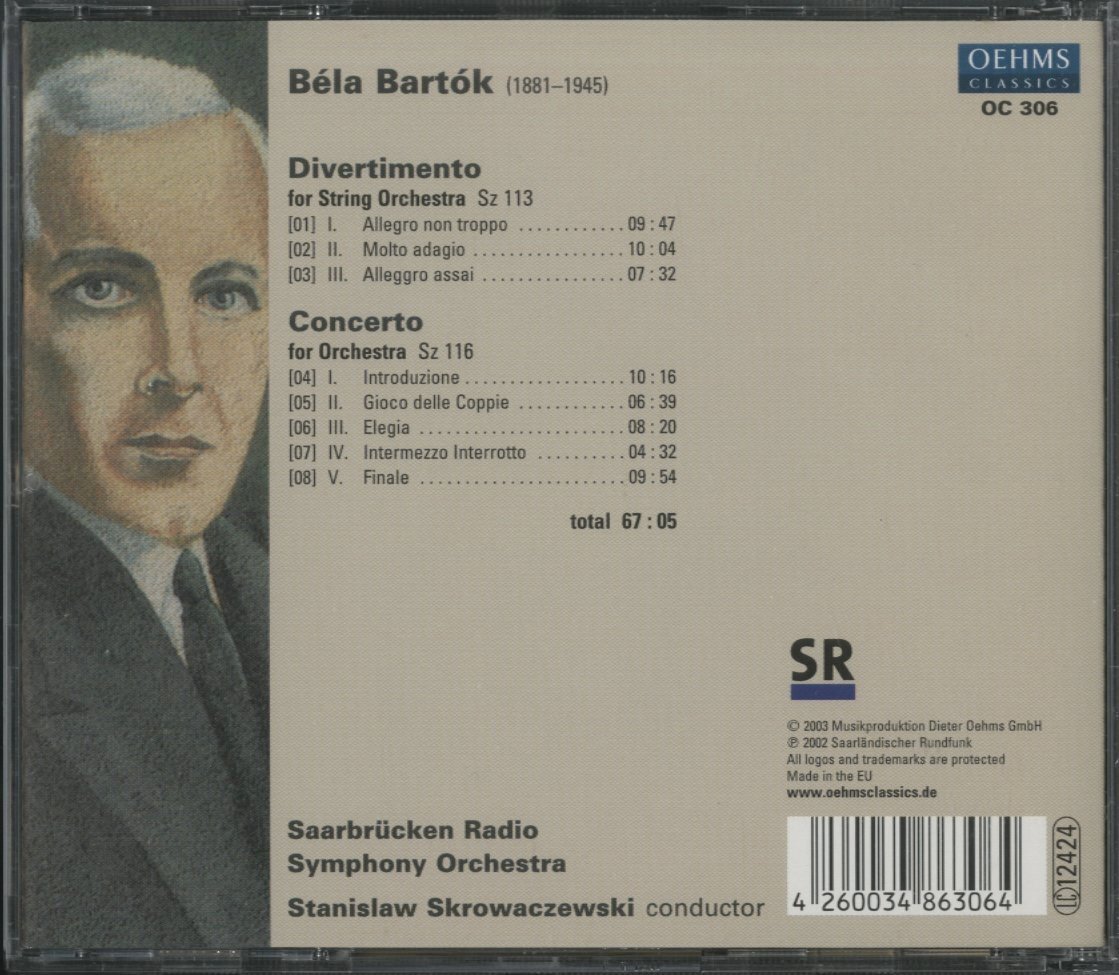 Béla Bartók (1881–1945)
OEHMS
CLASSICS
OC 306
Divertimento
for String Orchestra Sz 113
[01] I. Allegro non troppo ............ 09 : 47
[02] II. Molto adagio ................. 10 : 04
[03] III. Alleggro assai ................ 07 : 32
Concerto
for Orchestra Sz 116
[04] I. Introduzione .................. 10 : 16
[05] II. Gioco delle Coppie ............ 06 : 39
[06] III. Elegia ....................... 08 : 20
[07] IV. Intermezzo Interrotto .......... 04 : 32
[08] V. Finale ....................... 09 : 54
total 67 : 05
SR
© 2003 Musikproduktion Dieter Oehms GmbH
℗ 2002 Saarländischer Rundfunk
All logos and trademarks are protected
Made in the EU
www.oehmsclassics.de
Saarbrücken Radio
Symphony Orchestra
Stanislaw Skrowaczewski conductor
4 260034 863064
LC 12424